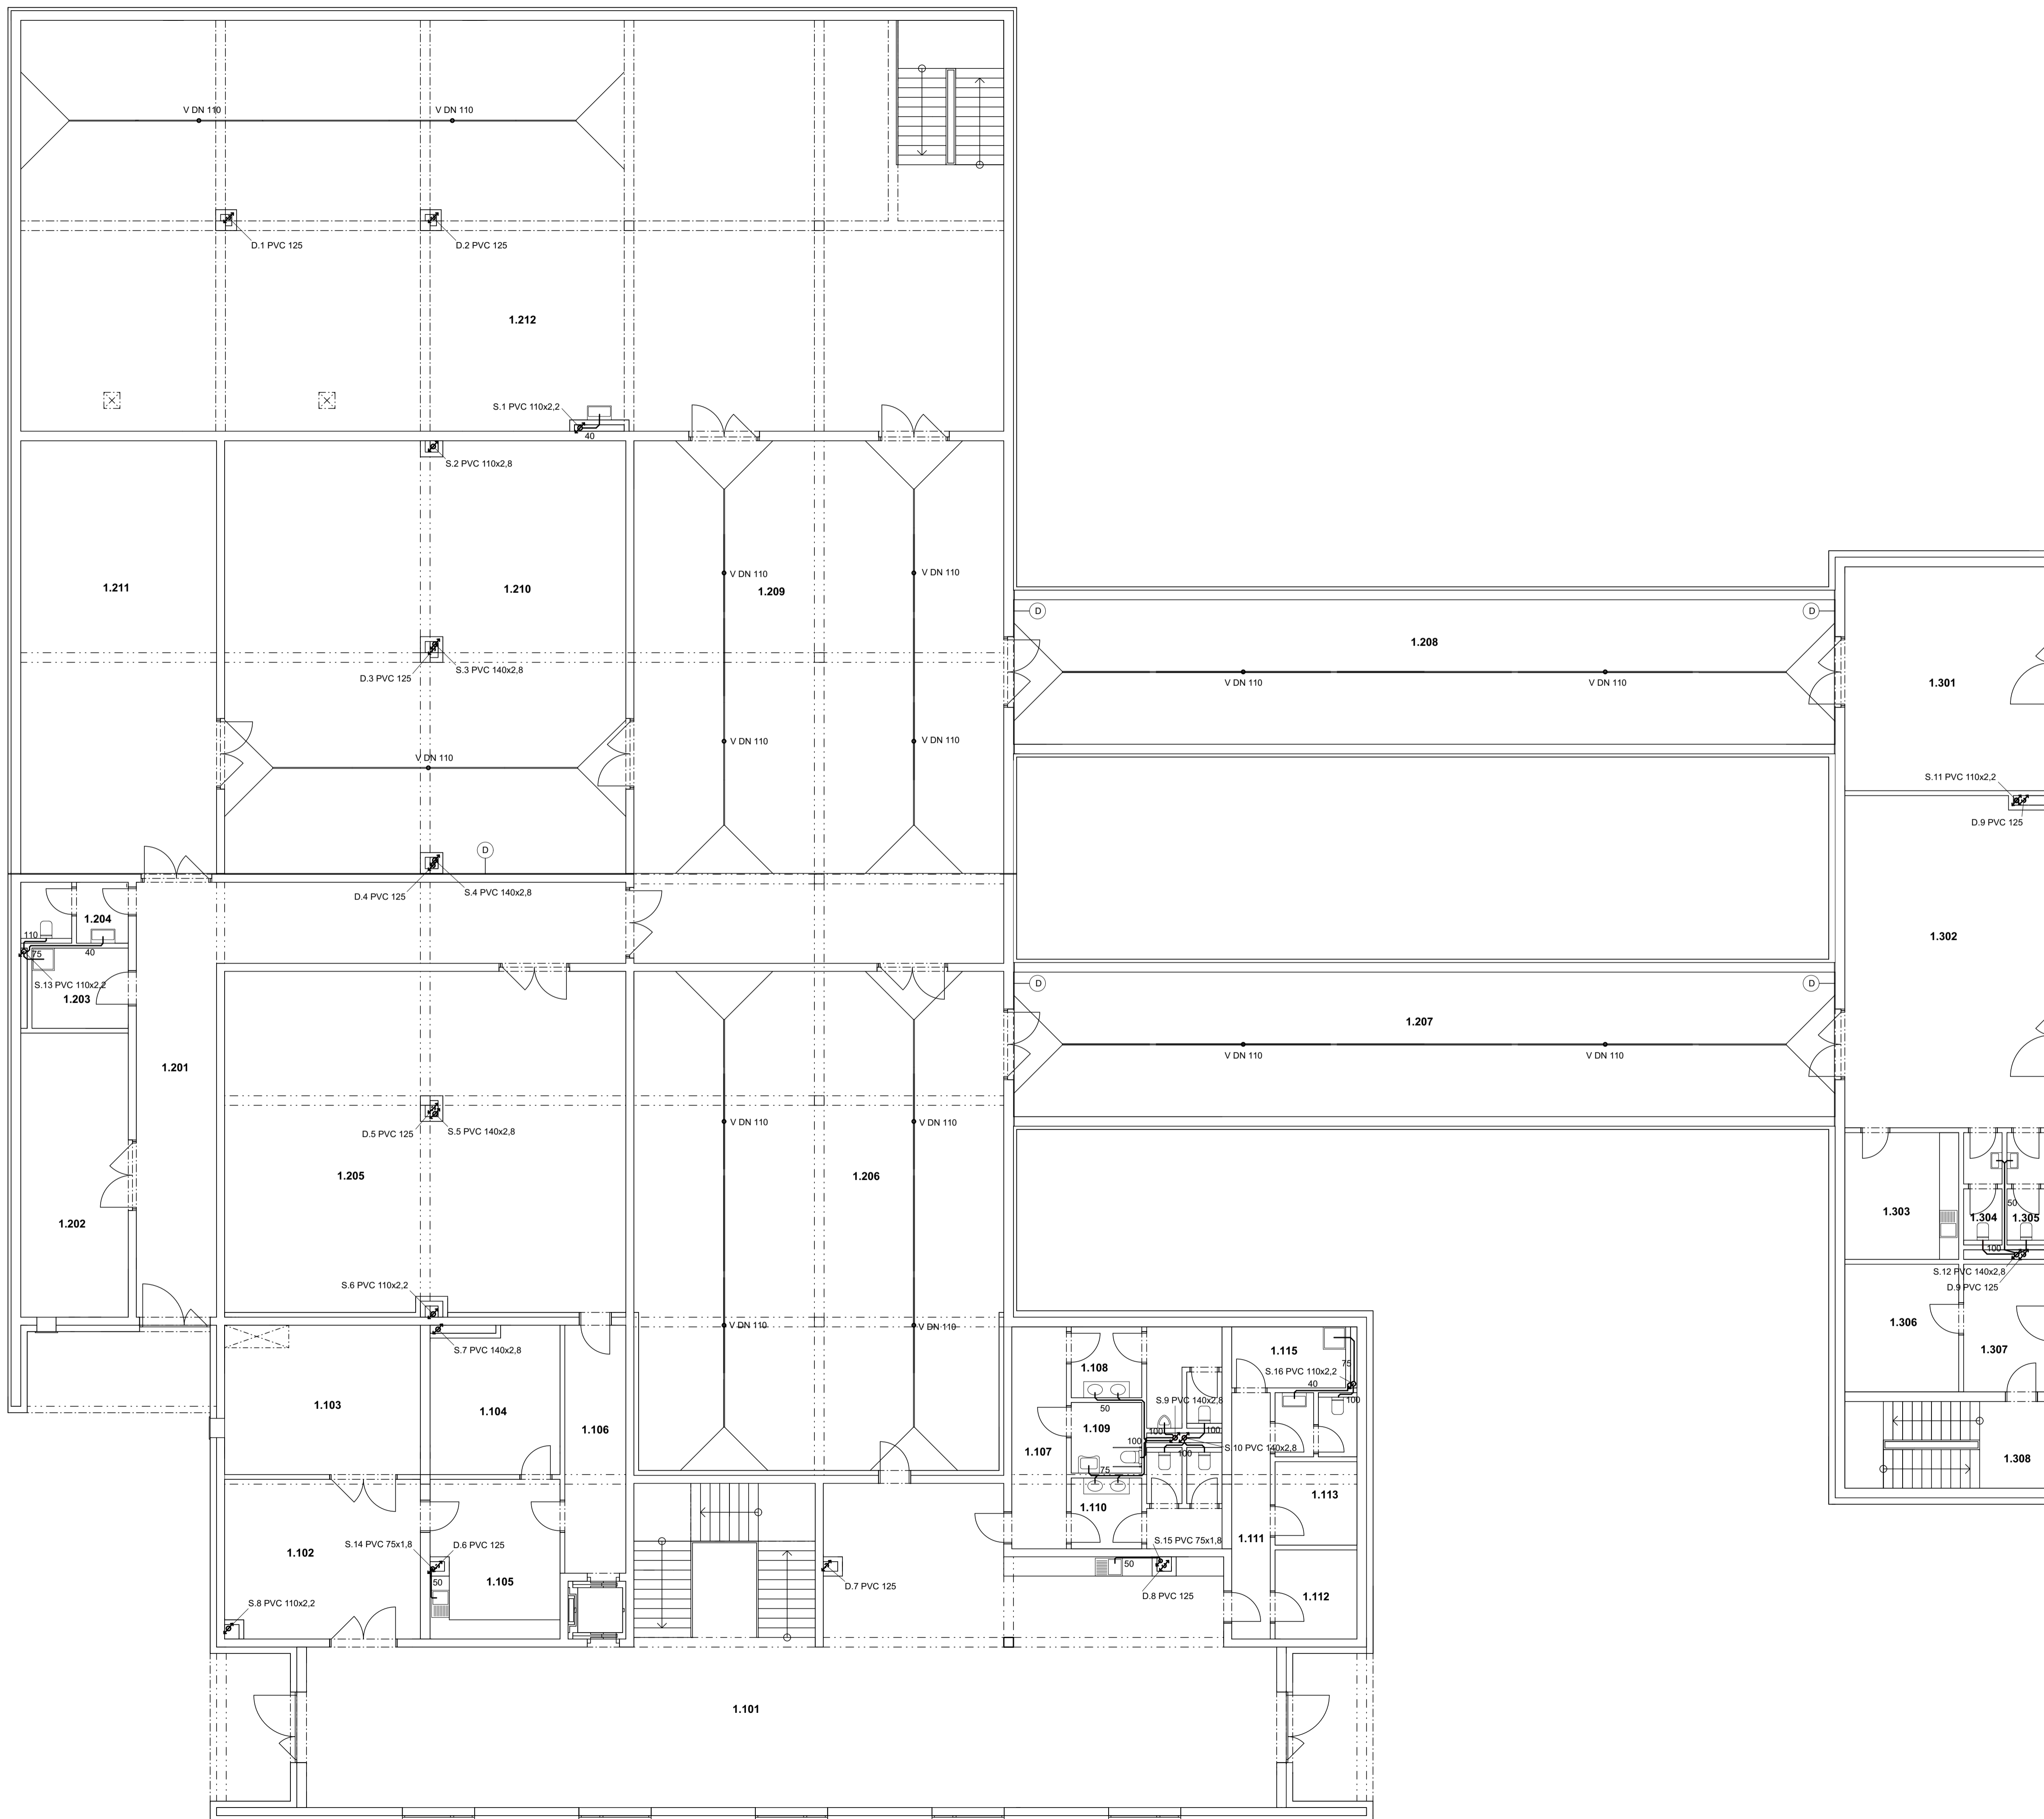 V DN 110
V DN 110
D.1 PVC 125
D.2 PVC 125
1.212
S.1 PVC 110x2,2
40
S.2 PVC 110x2,8
V DN 110
V DN 110
1.211
1.210
1.209
D
D
1.208
S.3 PVC 140x2,8
D.3 PVC 125
V DN 110
V DN 110
1.301
V DN 110
V DN 110
V DN 110
S.11 PVC 110x2,2
D.9 PVC 125
D
S.4 PVC 140x2,8
D.4 PVC 125
1.204
110
75
40
1.302
S.13 PVC 110x2,2
1.203
D
D
1.207
V DN 110
V DN 110
1.201
V DN 110
V DN 110
S.5 PVC 140x2,8
D.5 PVC 125
1.205
1.206
1.202
50
1.303
1.304
1.305
100
S.12 PVC 140x2,8
D.9 PVC 125
S.6 PVC 110x2,2
V DN 110
V DN 110
1.306
1.307
S.7 PVC 140x2,8
1.115
75
1.108
S.16 PVC 110x2,2
40
100
1.103
1.104
1.106
50
S.9 PVC 140x2,8
1.109
100
100
100
1.107
S.10 PVC 140x2,8
100
75
1.308
1.110
1.113
1.111
S.14 PVC 75x1,8
D.6 PVC 125
S.15 PVC 75x1,8
1.102
50
1.105
50
D.7 PVC 125
D.8 PVC 125
1.112
S.8 PVC 110x2,2
1.101